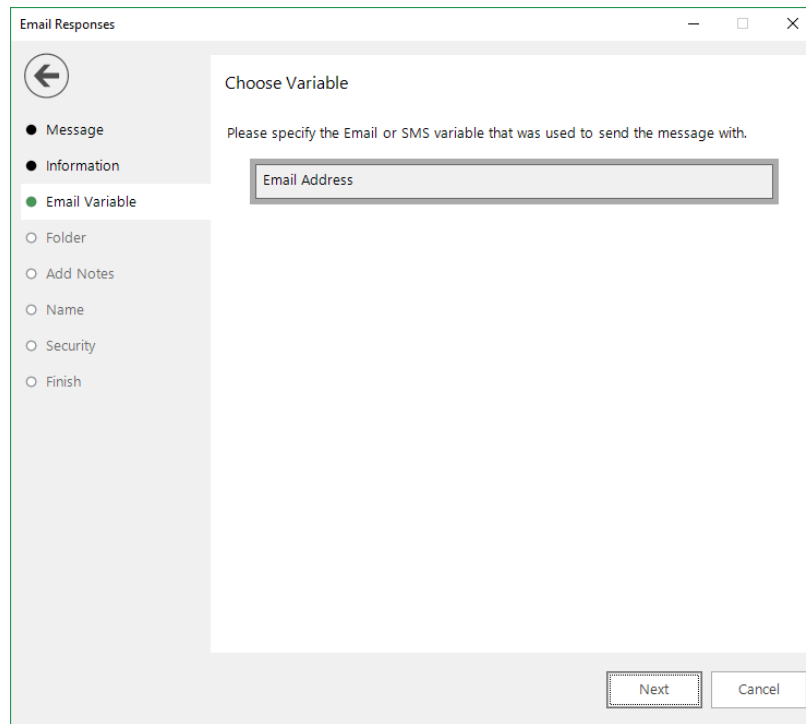 Email Responses
Choose Variable
Message
Please specify the Email or SMS variable that was used to send the message with.
Information
Email Address
Email Variable
Folder
Add Notes
Name
Security
Finish
Next
Cancel